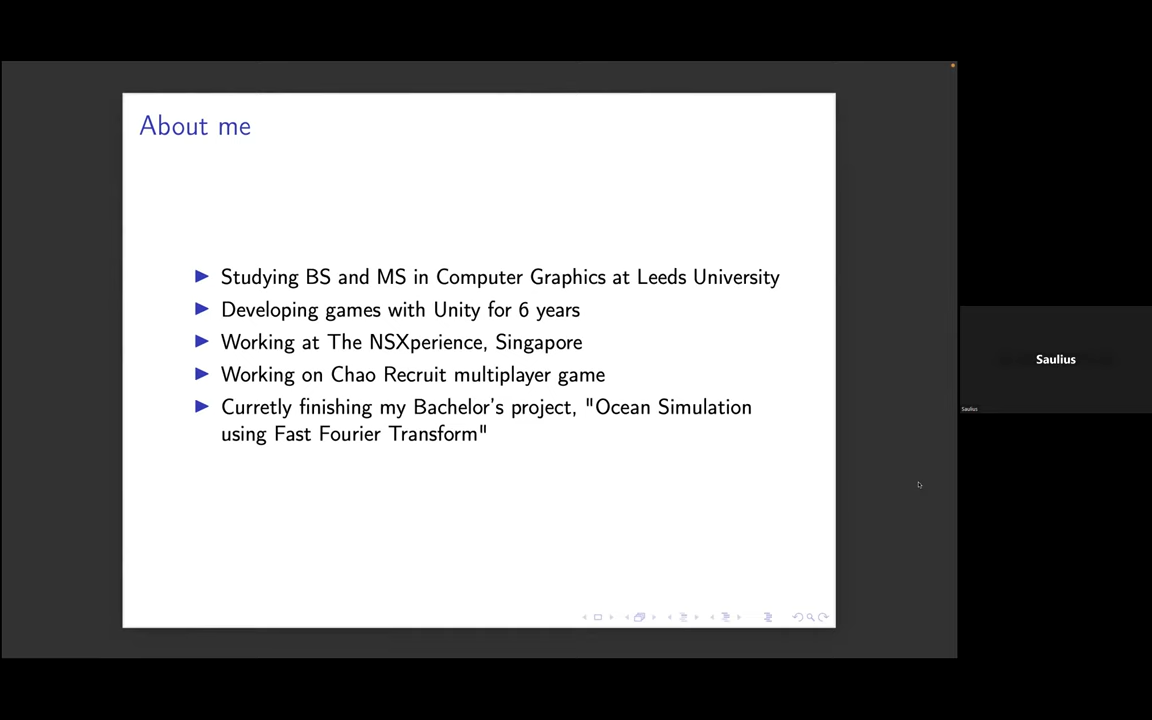 About me
Studying BS and MS in Computer Graphics at Leeds University
Developing games with Unity for 6 years
Working at The NSXperience, Singapore
Working on Chao Recruit multiplayer game
Curretly finishing my Bachelor's project, "Ocean Simulation
using Fast Fourier Transform"
Saulius
Saulius